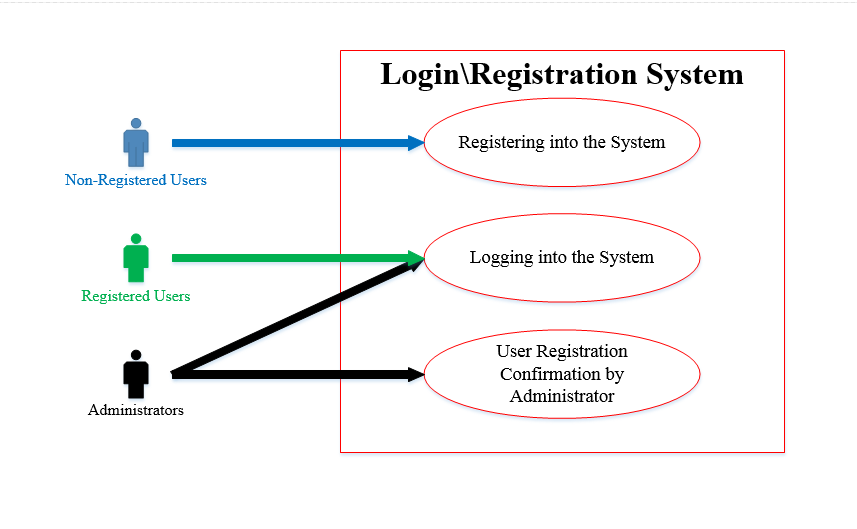 Login\Registration System
Registering into the System
Non-Registered Users
Logging into the System
Registered Users
User Registration
Confirmation by
Administrator
Administrators